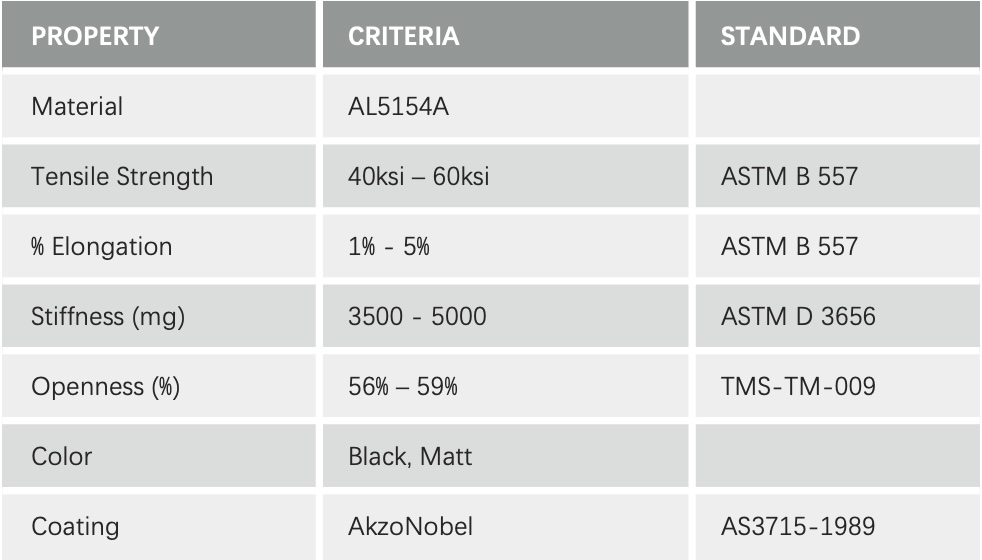 PROPERTY CRITERIA STANDARD
Material AL5154A
Tensile Strength 40ksi – 60ksi ASTM B 557
% Elongation 1% - 5% ASTM B 557
Stiffness (mg) 3500 - 5000 ASTM D 3656
Openness (%) 56% – 59% TMS-TM-009
Color Black, Matt
Coating AkzoNobel AS3715-1989